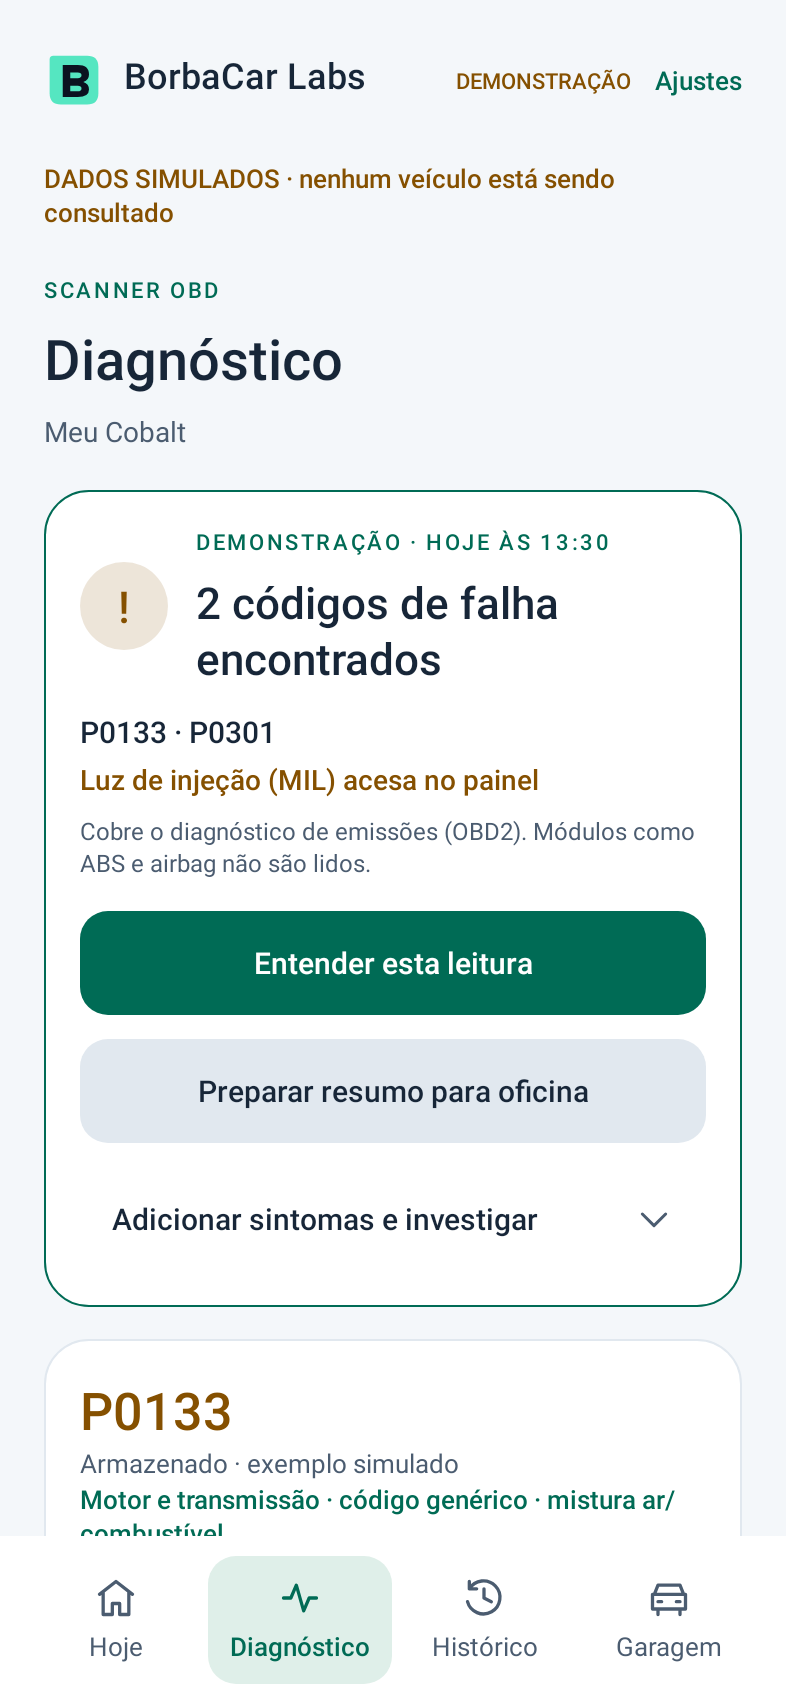 B BorbaCar Labs DEMONSTRAÇÃO Ajustes
DADOS SIMULADOS · nenhum veículo está sendo
consultado
SCANNER OBD
Diagnóstico
Meu Cobalt
DEMONSTRAÇÃO · HOJE ÀS 13:30
!
2 códigos de falha
encontrados
P0133 · P0301
Luz de injeção (MIL) acesa no painel
Cobre o diagnóstico de emissões (OBD2). Módulos como
ABS e airbag não são lidos.
Entender esta leitura
Preparar resumo para oficina
Adicionar sintomas e investigar
P0133
Armazenado · exemplo simulado
Motor e transmissão · código genérico · mistura ar/
combustível
Hoje Diagnóstico Histórico Garagem